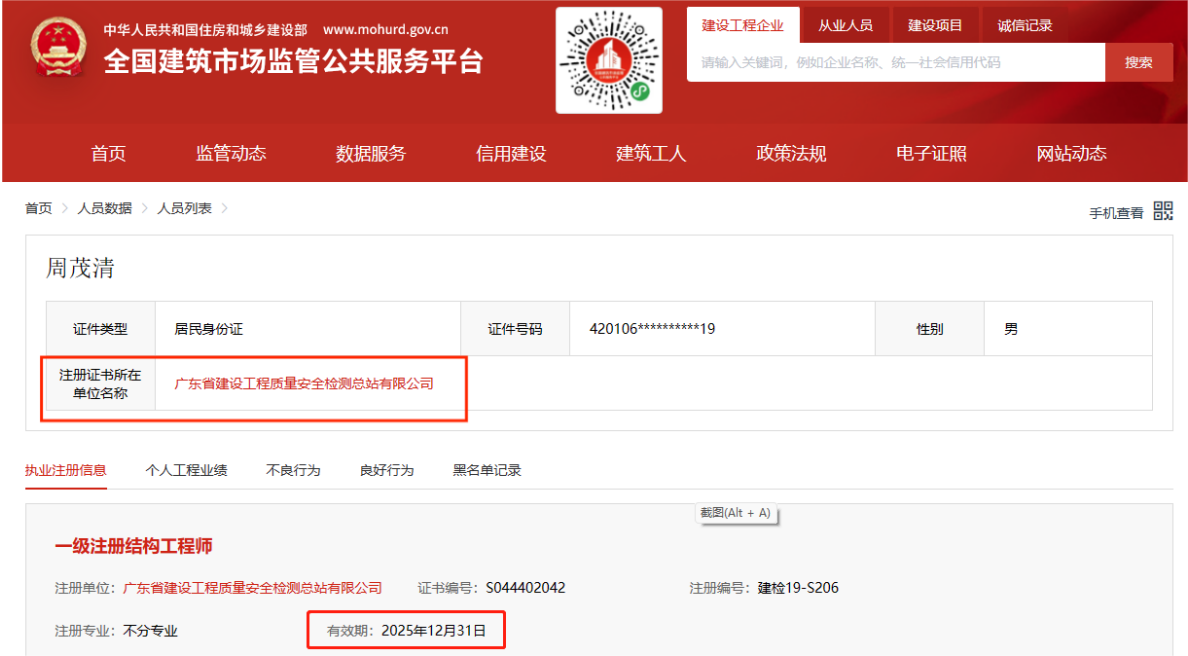 中华人民共和国住房和城乡建设部 www.mohurd.gov.cn
全国建筑市场监管公共服务平台
建设工程企业 从业人员 建设项目 诚信记录
请输入关键词，例如企业名称、统一社会信用代码 搜索
首页 监管动态 数据服务 信用建设 建筑工人 政策法规 电子证照 网站动态
首页 > 人员数据 > 人员列表 >
手机查看
周茂清
证件类型 居民身份证 证件号码 420106**********19 性别 男
注册证书所在
单位名称
广东省建设工程质量安全检测总站有限公司
执业注册信息 个人工程业绩 不良行为 良好行为 黑名单记录
截图(Alt + A)
一级注册结构工程师
注册单位：广东省建设工程质量安全检测总站有限公司 证书编号：S044402042 注册编号：建检19-S206
注册专业：不分专业 有效期：2025年12月31日